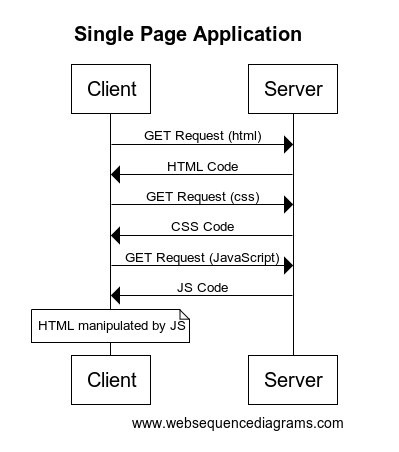 Single Page Application
Client
Server
GET Request (html)
HTML Code
GET Request (css)
CSS Code
GET Request (JavaScript)
JS Code
HTML manipulated by JS
Client
Server
www.websequencediagrams.com